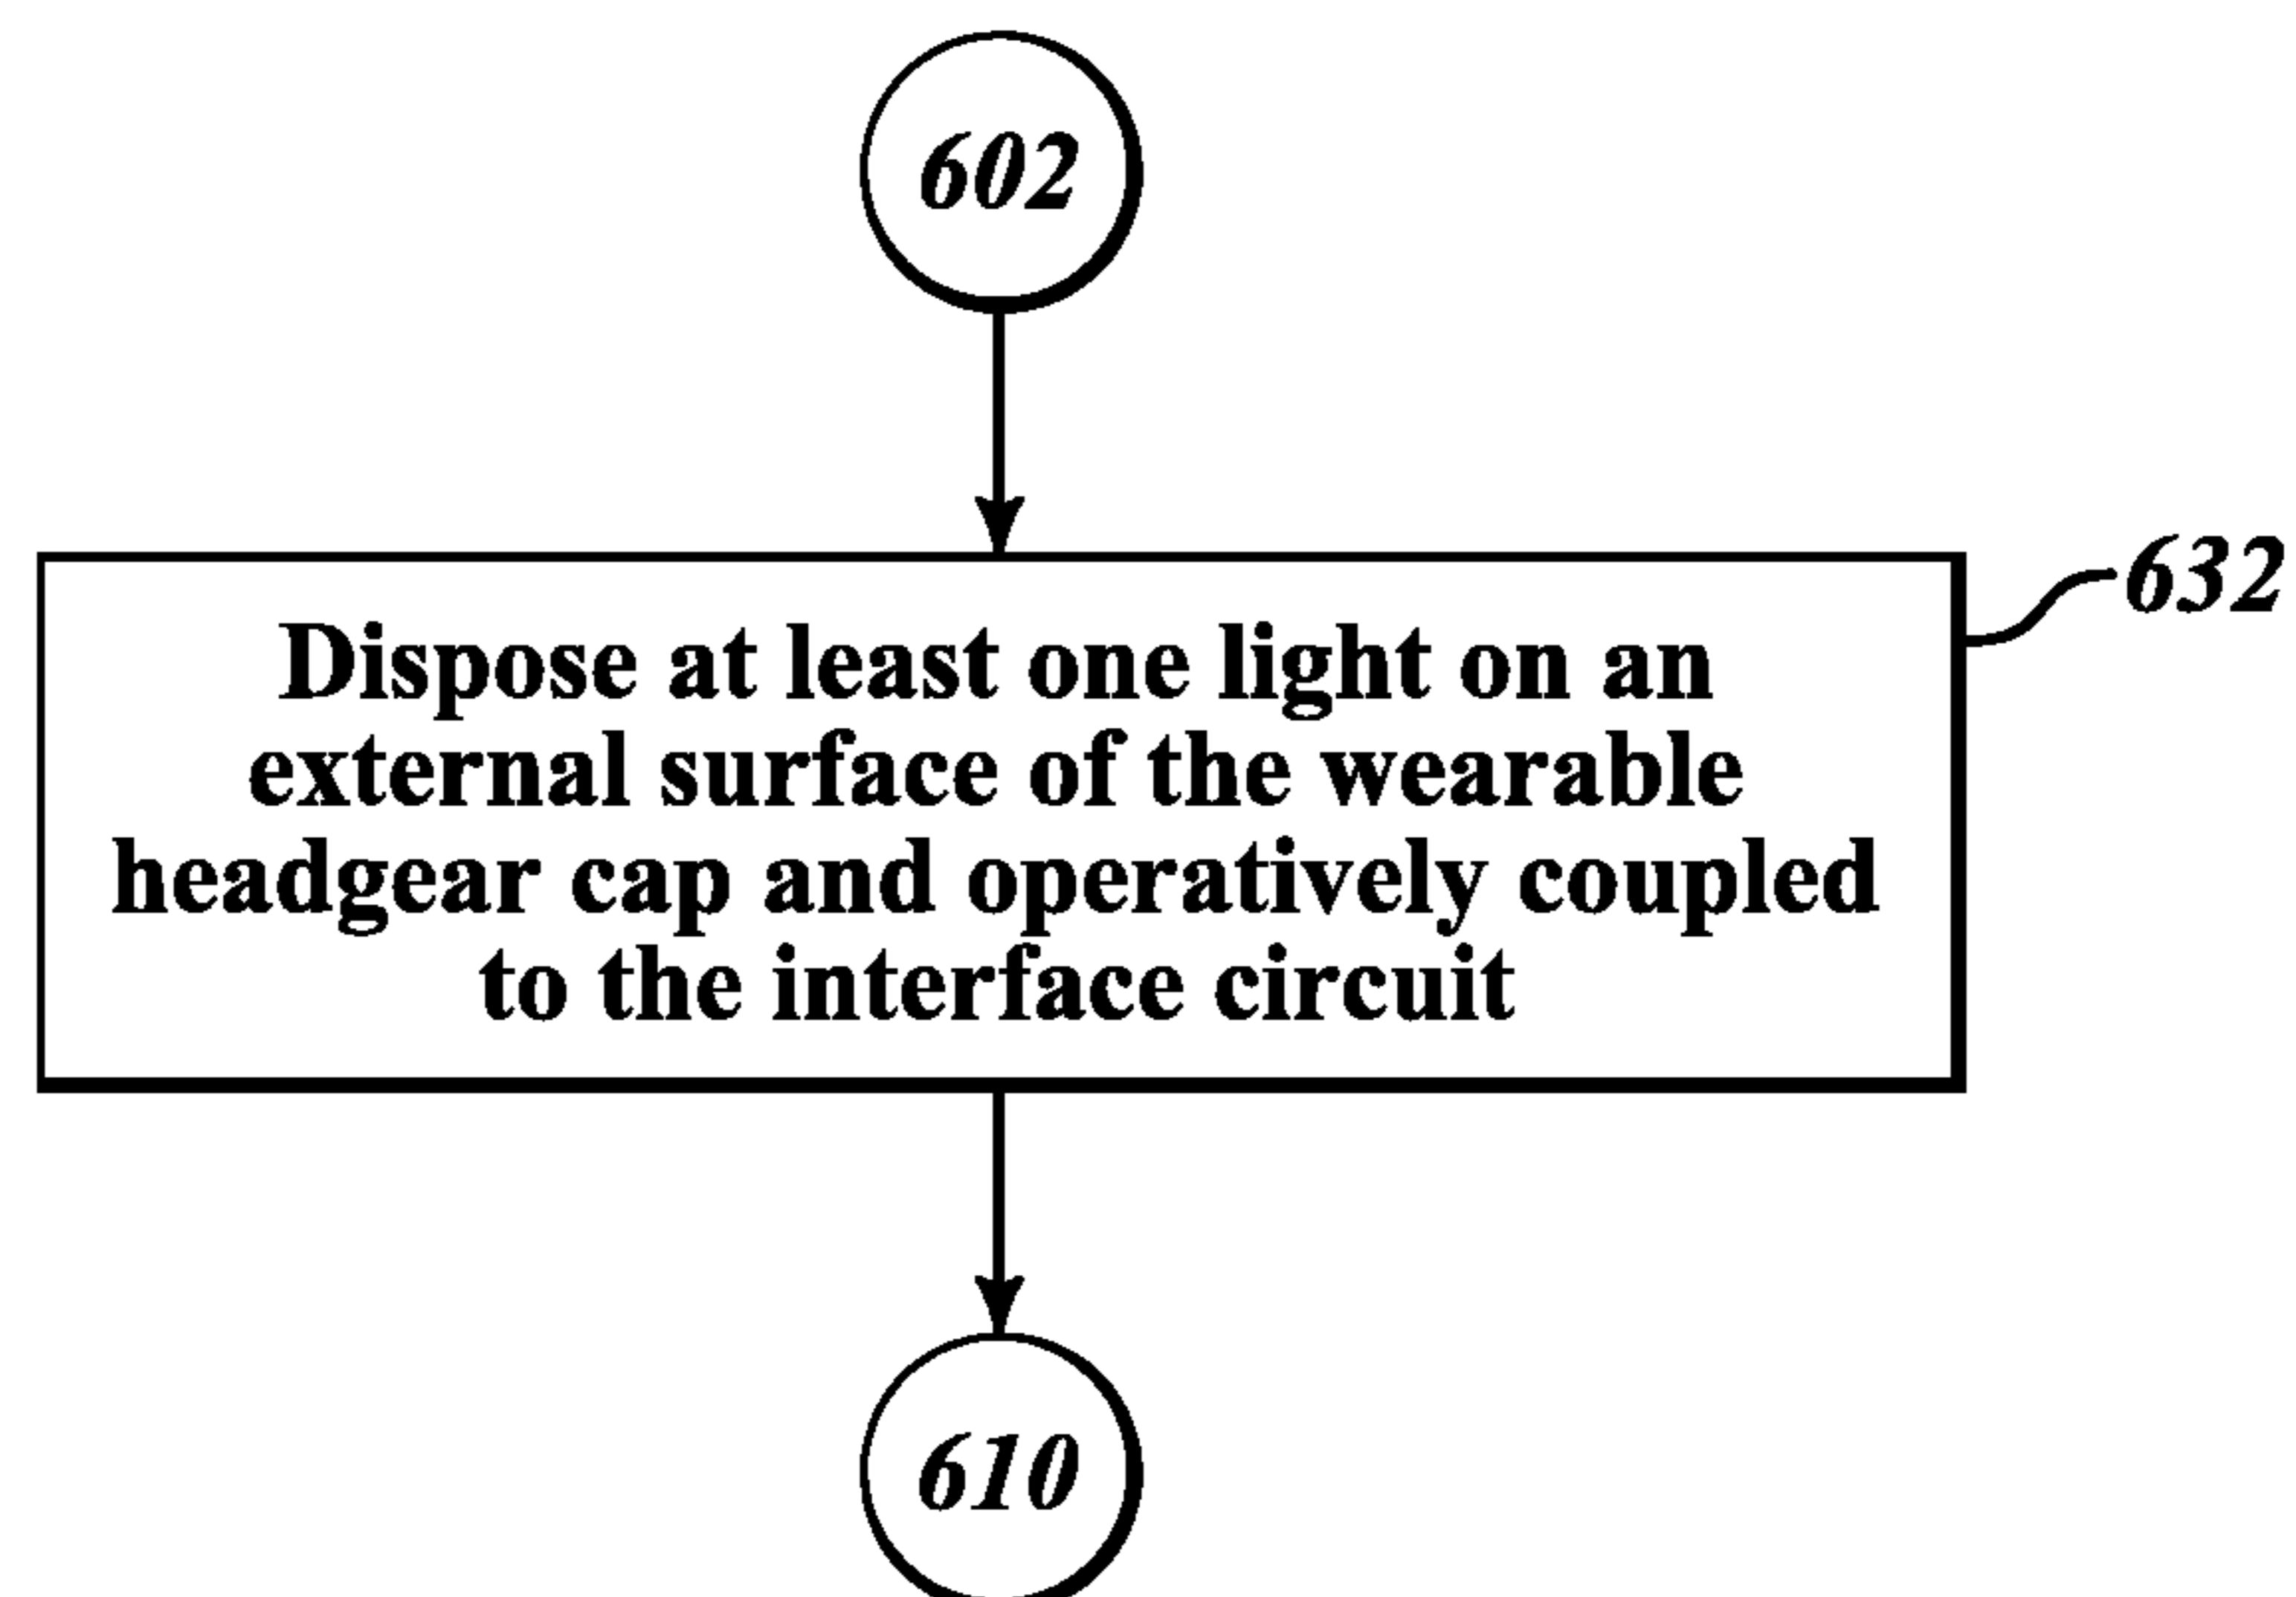 602
632
Dispose at least one light on an
external surface of the wearable
headgear cap and operatively coupled
to the interface circuit
610